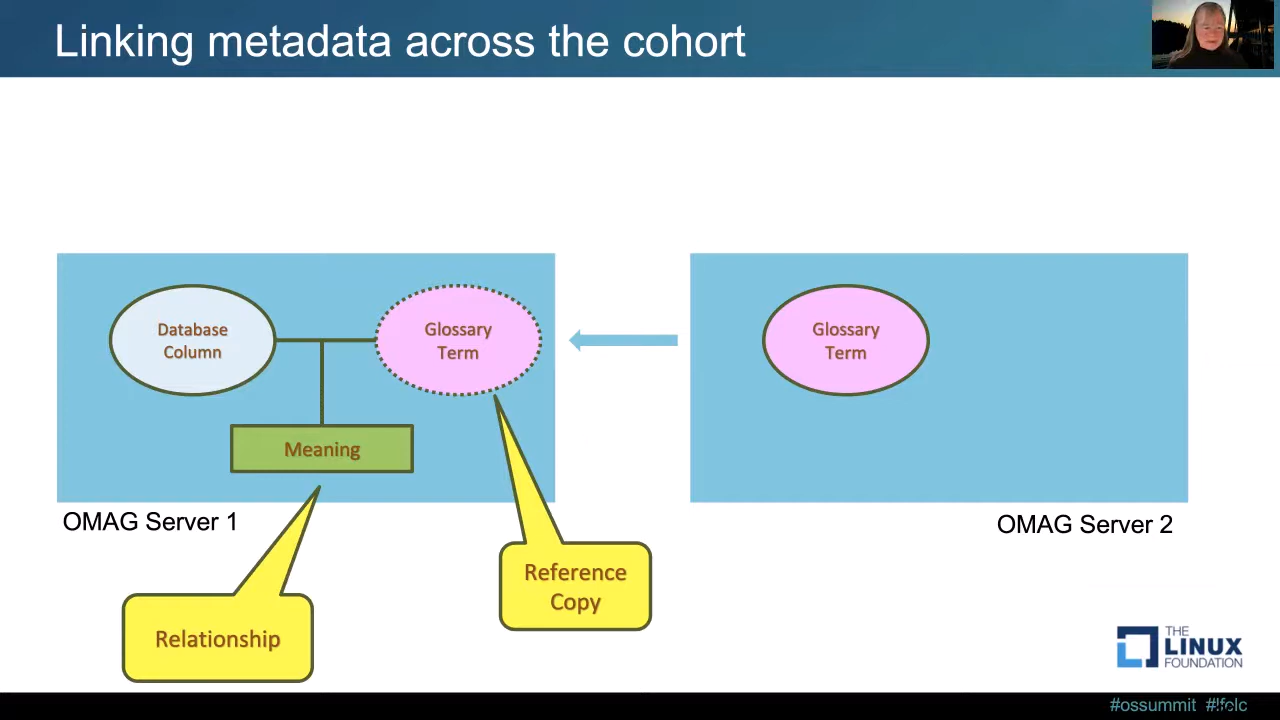 Linking metadata across the cohort
Database
Column
Glossary
Term
Glossary
Term
Meaning
OMAG Server 1
OMAG Server 2
Reference
Copy
Relationship
THE
LINUX
FOUNDATION
#ossummit #lfelc